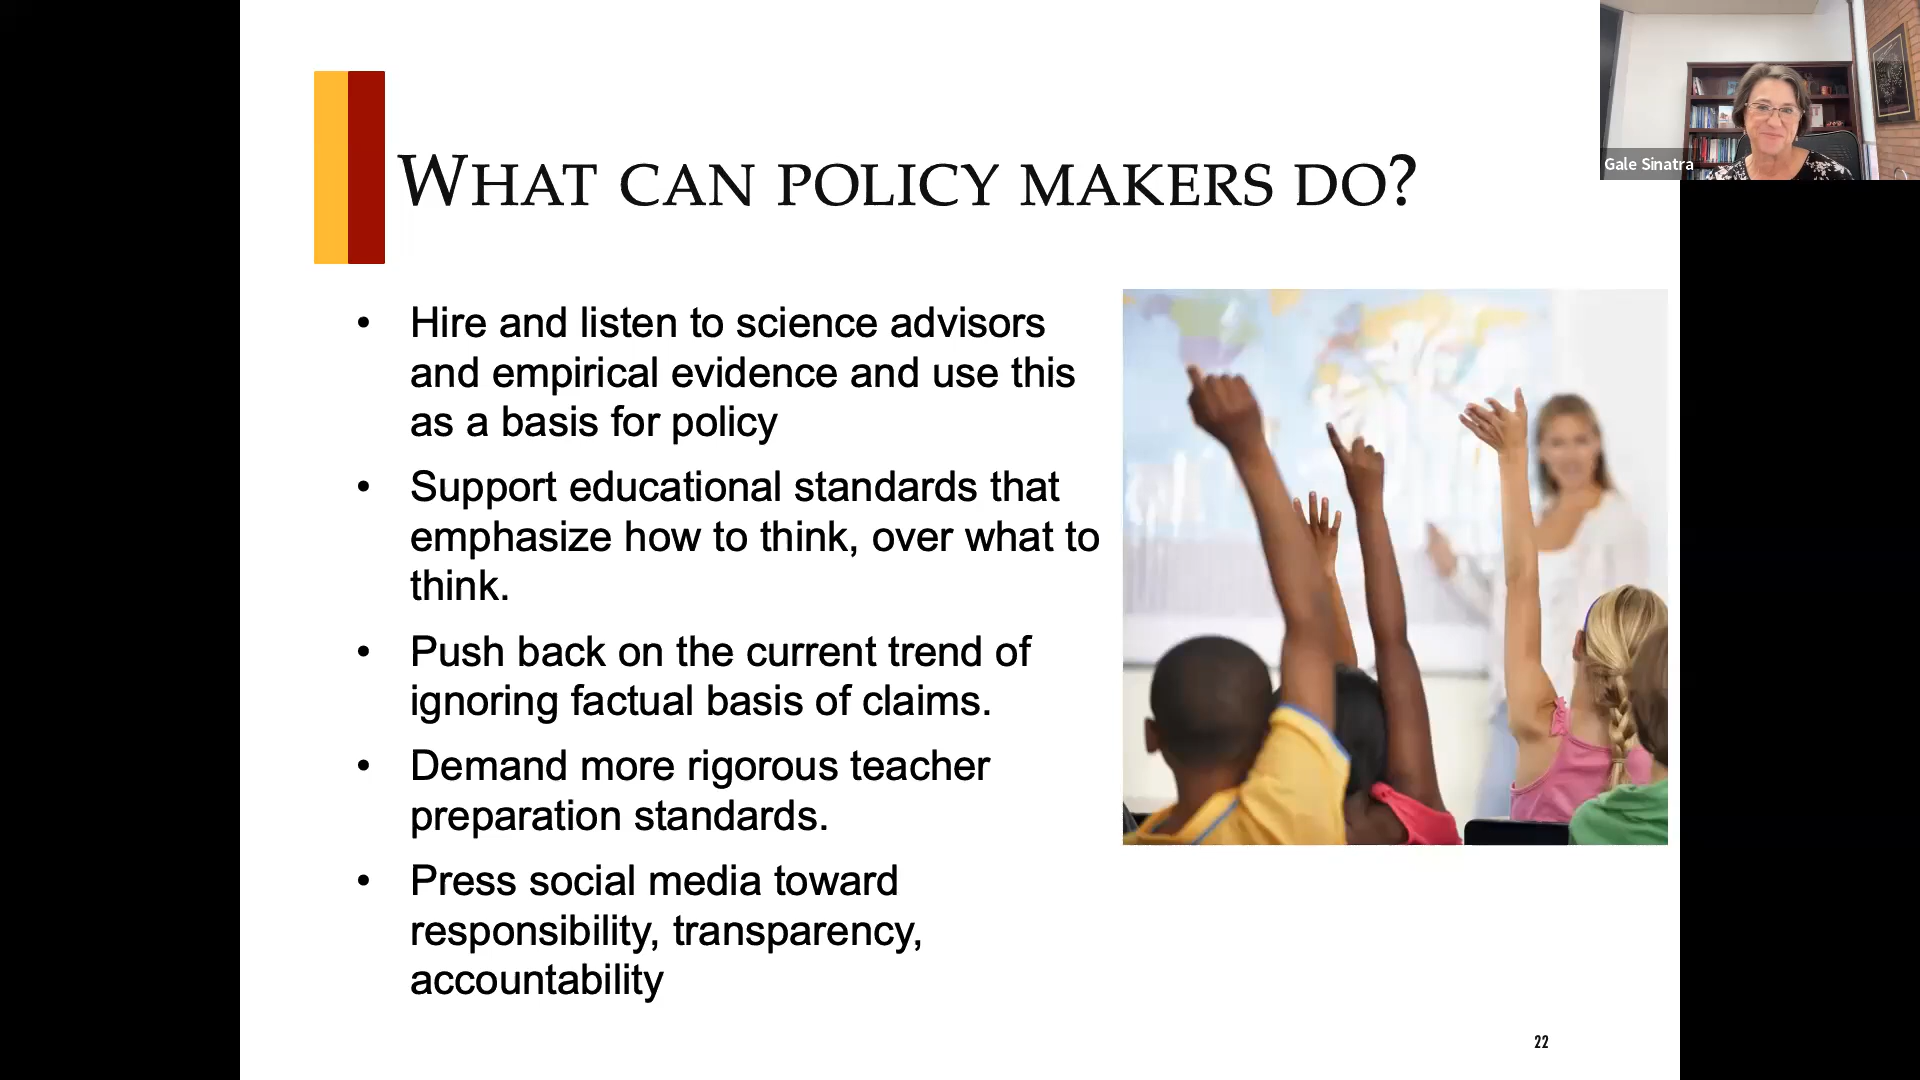 Gale Sinatra
WHAT CAN POLICY MAKERS DO?
• Hire and listen to science advisors
and empirical evidence and use this
as a basis for policy
• Support educational standards that
emphasize how to think, over what to
think.
• Push back on the current trend of
ignoring factual basis of claims.
• Demand more rigorous teacher
preparation standards.
• Press social media toward
responsibility, transparency,
accountability
22